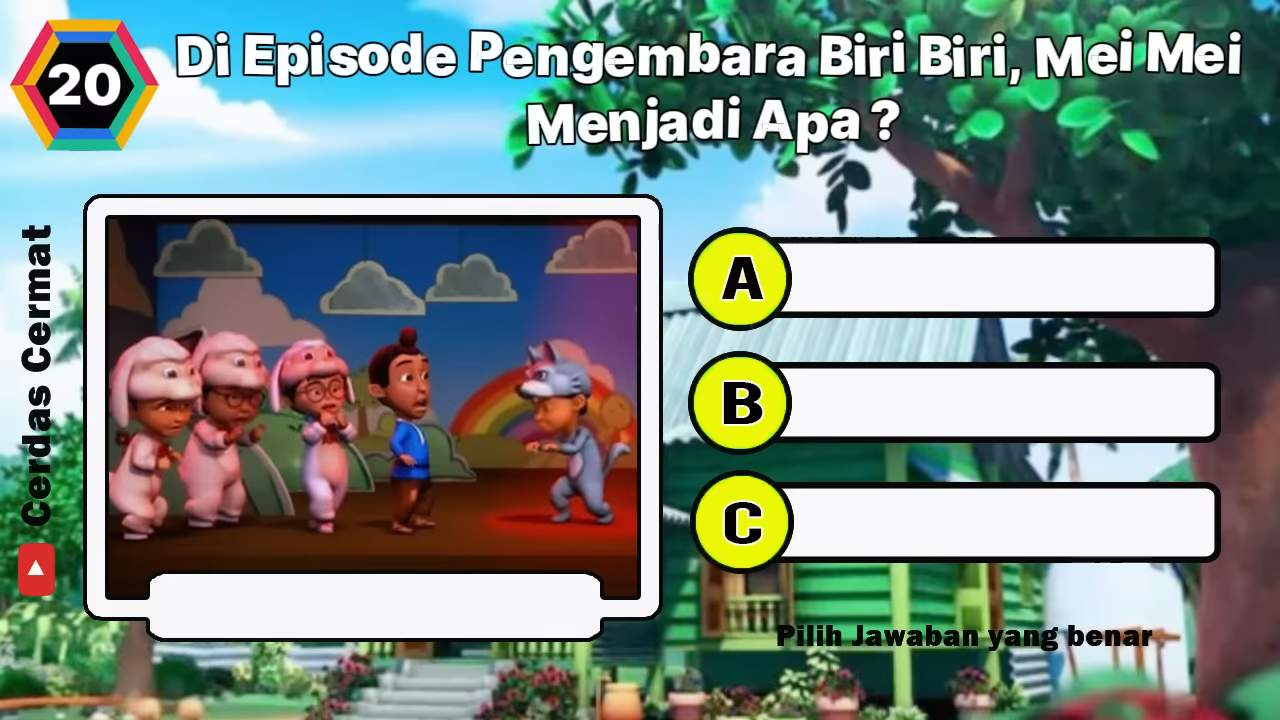 20
Di Episode Pengembara Biri Biri, Mei Mei
Menjadi Apa ?
Cerdas Cermat
A
B
C
Pilih Jawaban yang benar